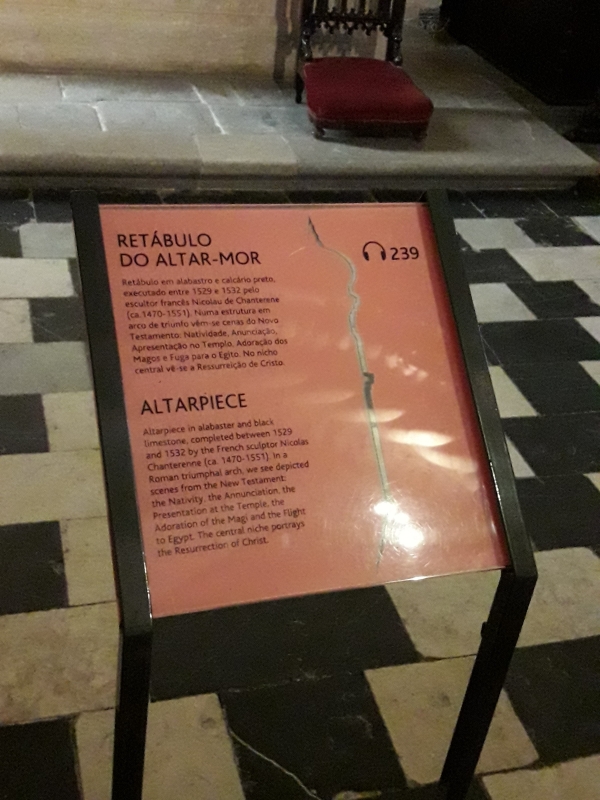 RETÁBULO
DO ALTAR-MOR
239
Retábulo em alabastro e calcário preto,
executado entre 1529 e 1532 pelo
escultor francês Nicolau de Chanterene
(ca.1470-1551). Numa estrutura em
arco de triunfo vêm-se cenas do Novo
Testamento: Natividade, Anunciação,
Apresentação no Templo, Adoração dos
Magos e Fuga para o Egito. No nicho
central vê-se a Ressurreição de Cristo.
ALTARPIECE
Altarpiece in alabaster and black
limestone, completed between 1529
and 1532 by the French sculptor Nicolas
Chanterenne (ca. 1470-1551). In a
Roman triumphal arch, we see depicted
scenes from the New Testament:
the Nativity, the Annunciation, the
Presentation at the Temple, the
Adoration of the Magi and the Flight
to Egypt. The central niche portrays
the Resurrection of Christ.